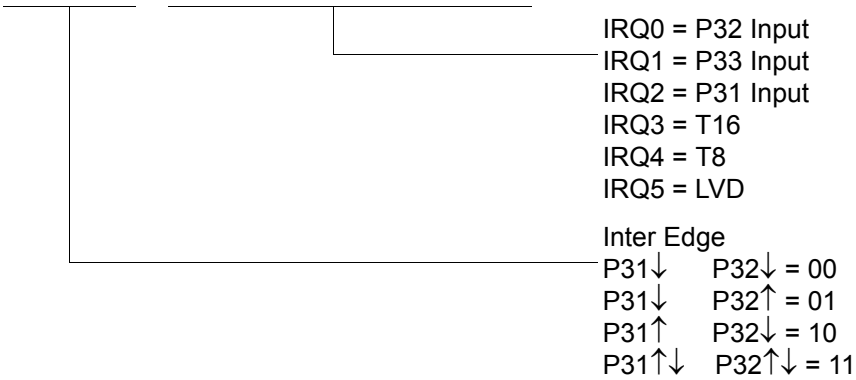 IRQ0 = P32 Input
IRQ1 = P33 Input
IRQ2 = P31 Input
IRQ3 = T16
IRQ4 = T8
IRQ5 = LVD
Inter Edge
P31↓ P32↓ = 00
P31↓ P32↑ = 01
P31↑ P32↓ = 10
P31↑↓ P32↑↓ = 11